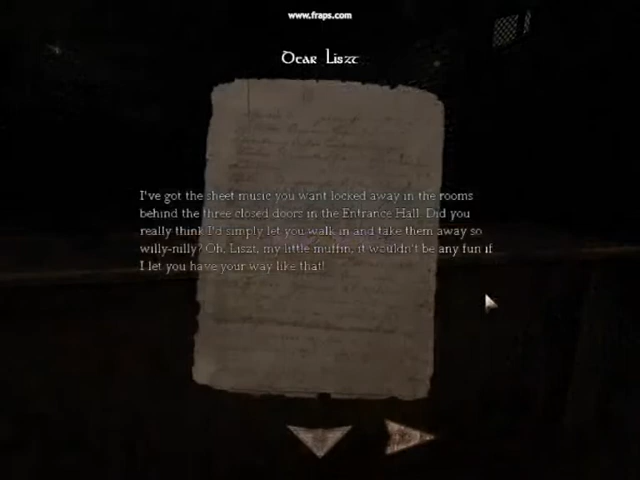 www.fraps.com
Dear Liszt
I've got the sheet music you want locked away in the rooms
behind the three closed doors in the Entrance Hall. Did you
really think I'd simply let you walk in and take them away so
willy-nilly? Oh, Liszt, my little muffin, it wouldn't be any fun if
I let you have your way like that!